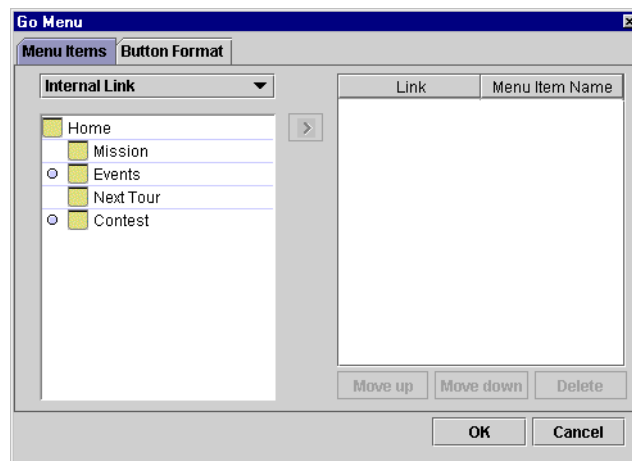 Go Menu
Menu Items Button Format
Internal Link
Link Menu Item Name
Home
Mission
Events
Next Tour
Contest
Move up Move down Delete
OK Cancel